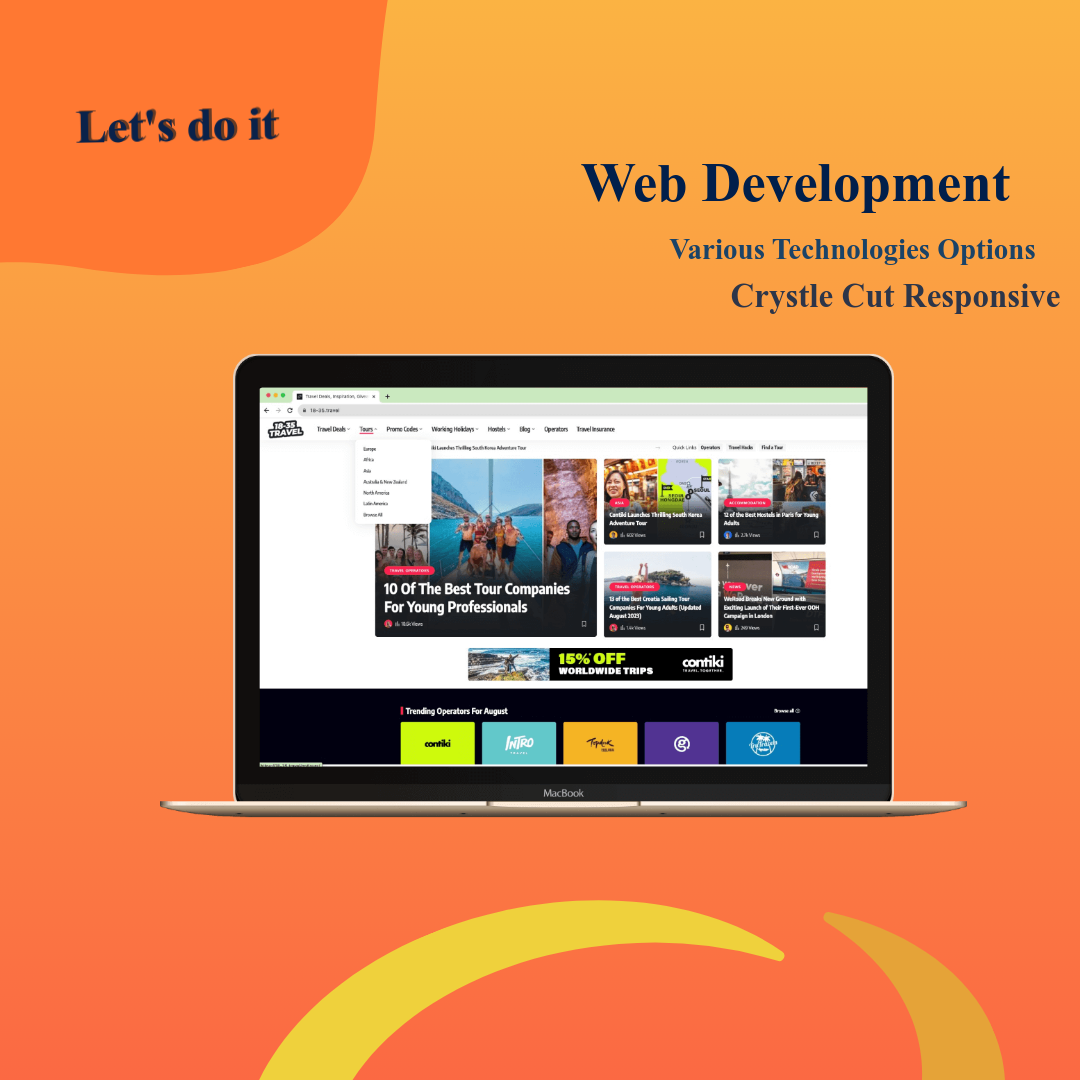 Let's do it
Web Development
Various Technologies Options
Crystle Cut Responsive
Travel Deals, Inspiration, Giveo
18-35.travel
18-35
TRAVEL
Travel Deals Tours Promo Codes Working Holidays Hostels Blog Operators Travel Insurance
Europe
Africa
Asia
Australia & New Zealand
North America
Latin America
Browse All
Launches Thrilling South Korea Adventure Tour
Quick Links Operators Travel Hacks Find a Tour
TRAVEL OPERATORS
10 Of The Best Tour Companies
For Young Professionals
18.5k Views
SEOUL
HONGDAE
ASIA
Contiki Launches Thrilling South Korea
Adventure Tour
602 Views
ACCOMMODATION
12 of the Best Hostels in Paris for Young
Adults
2.2k Views
TRAVEL OPERATORS
13 of the Best Croatia Sailing Tour
Companies For Young Adults (Updated
August 2023)
1.4k Views
NEWS
WeRoad Breaks New Ground with
Exciting Launch of Their First-Ever OOH
Campaign in London
249 Views
15% OFF
WORLDWIDE TRIPS
contiki
TRAVEL. TOGETHER.
Trending Operators For August
Browse all
contiki
INTRO
TRAVEL
Topdeck
TRAVEL
g
MacBook